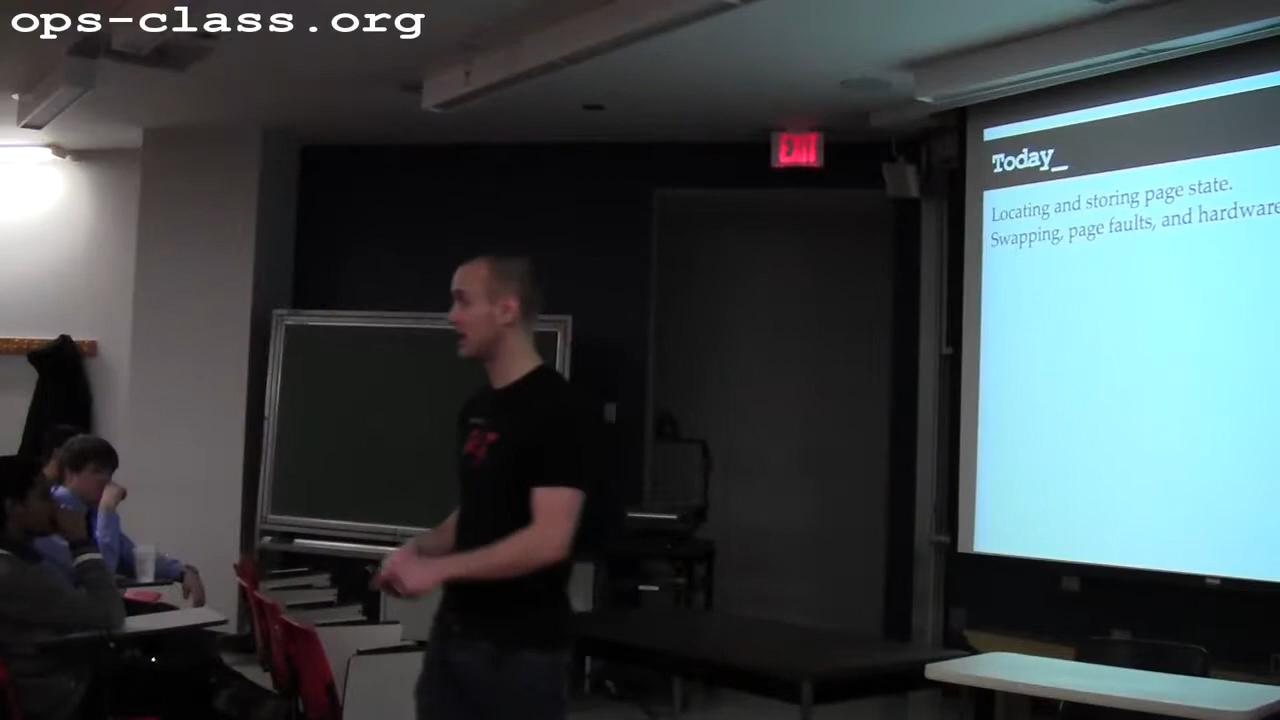 ops-class.org
EXIT
Today_
Locating and storing page state.
Swapping, page faults, and hardware